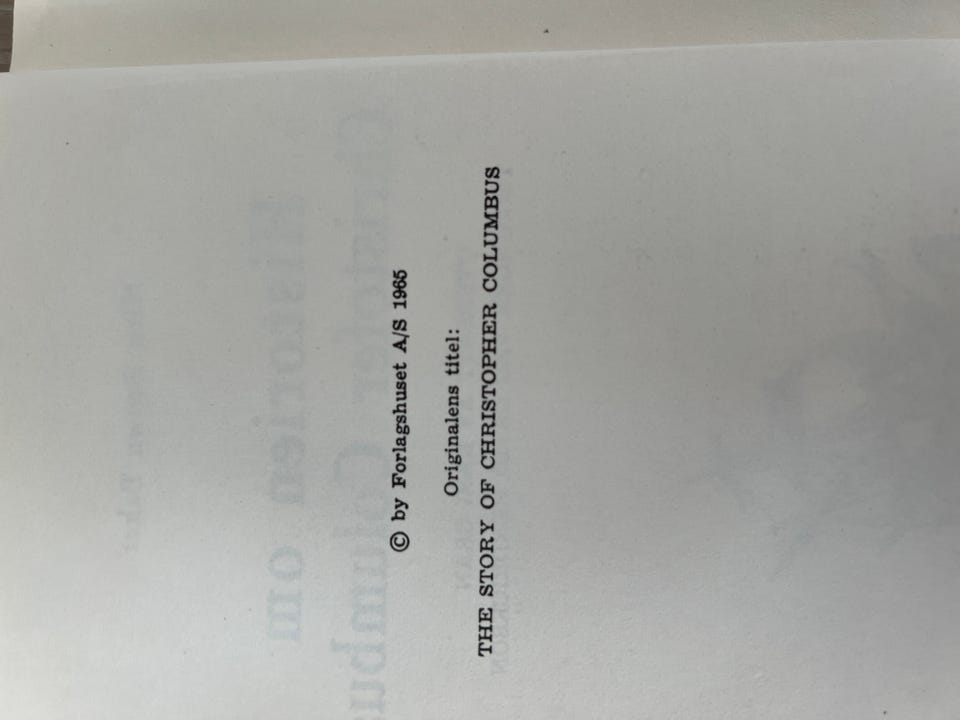 © by Forlagshuset A/S 1965
Originalens titel:
THE STORY OF CHRISTOPHER COLUMBUS